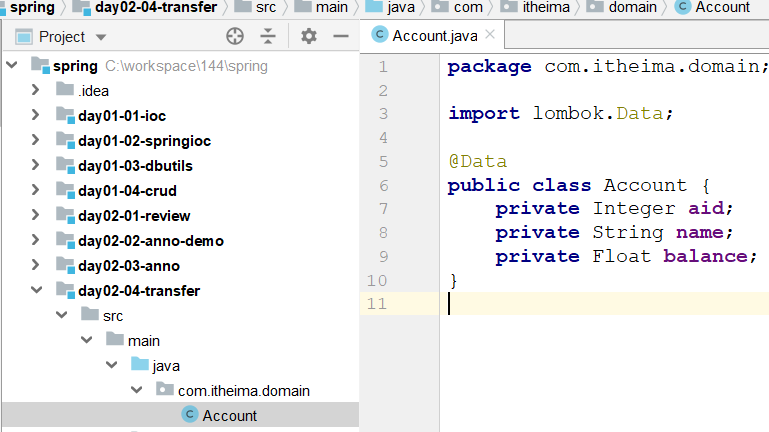 spring day02-04-transfer src main java com itheima domain Account
Project
Account.java
spring C:\workspace\144\spring
.idea
day01-01-ioc
day01-02-springioc
day01-03-dbutils
day01-04-crud
day02-01-review
day02-02-anno-demo
day02-03-anno
day02-04-transfer
src
main
java
com.itheima.domain
Account
1 package com.itheima.domain;
2
3 import lombok.Data;
4
5 @Data
6 public class Account {
7 private Integer aid;
8 private String name;
9 private Float balance;
10 }
11